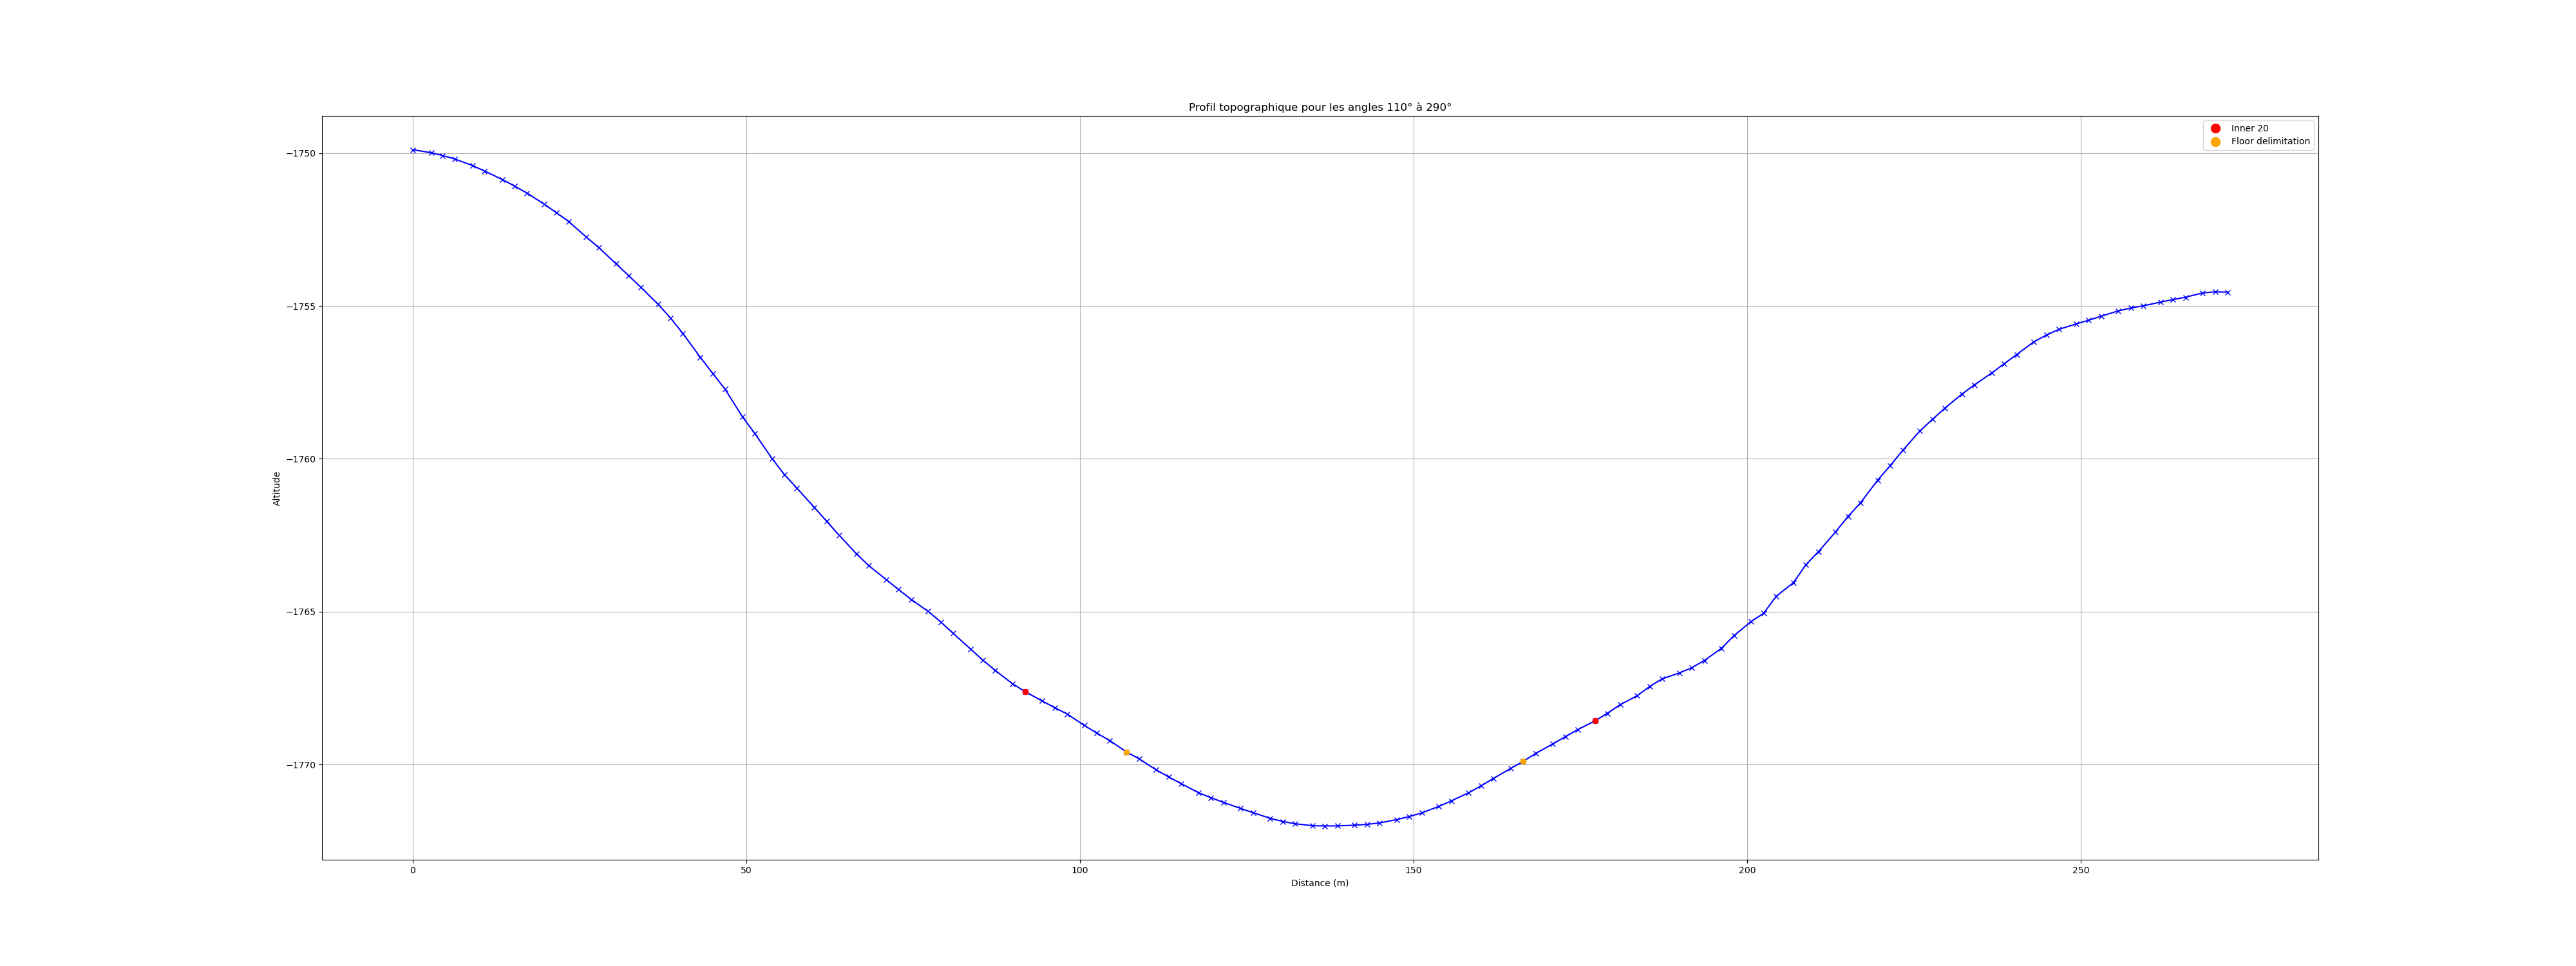 Profil topographique pour les angles 110° à 290°
Inner 20
Floor delimitation
−1750
−1755
−1760
−1765
−1770
Altitude
0 50 100 150 200 250
Distance (m)